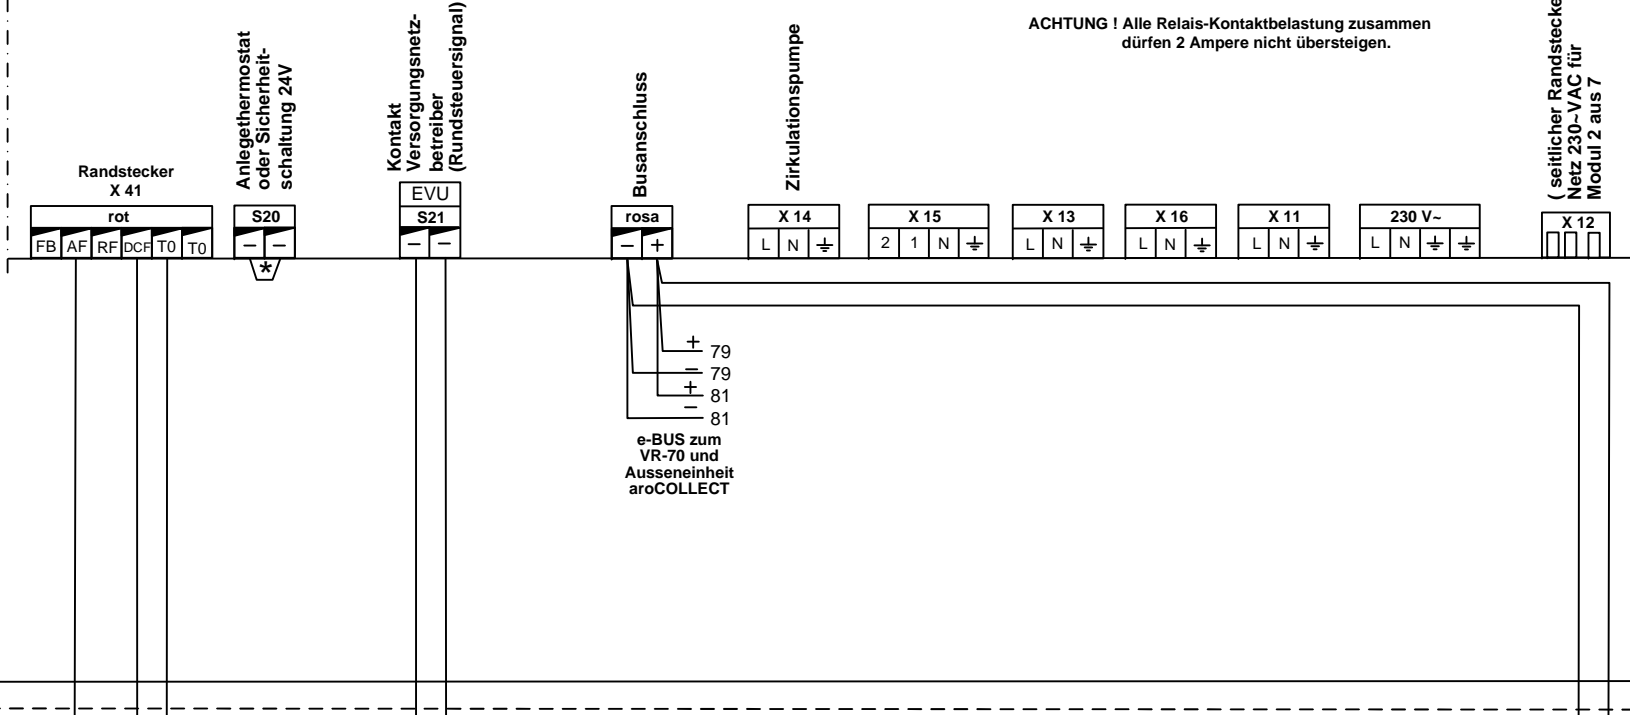 ACHTUNG ! Alle Relais-Kontaktbelastung zusammen
dürfen 2 Ampere nicht übersteigen.
Randstecker
X 41
rot
FB AF RF DCF T0 T0
Anlegethermostat
oder Sicherheit-
schaltung 24V
S20
– –
*
Kontakt
Versorgungsnetz-
betreiber
(Rundsteuersignal)
EVU
S21
– –
Busanschluss
rosa
– +
+ 79
– 79
+ 81
– 81
e-BUS zum
VR-70 und
Ausseneinheit
aroCOLLECT
Zirkulationspumpe
X 14
L N
X 15
2 1 N
X 13
L N
X 16
L N
X 11
L N
230 V~
L N
( seitlicher Randstecke
Netz 230~VAC für
Modul 2 aus 7
X 12